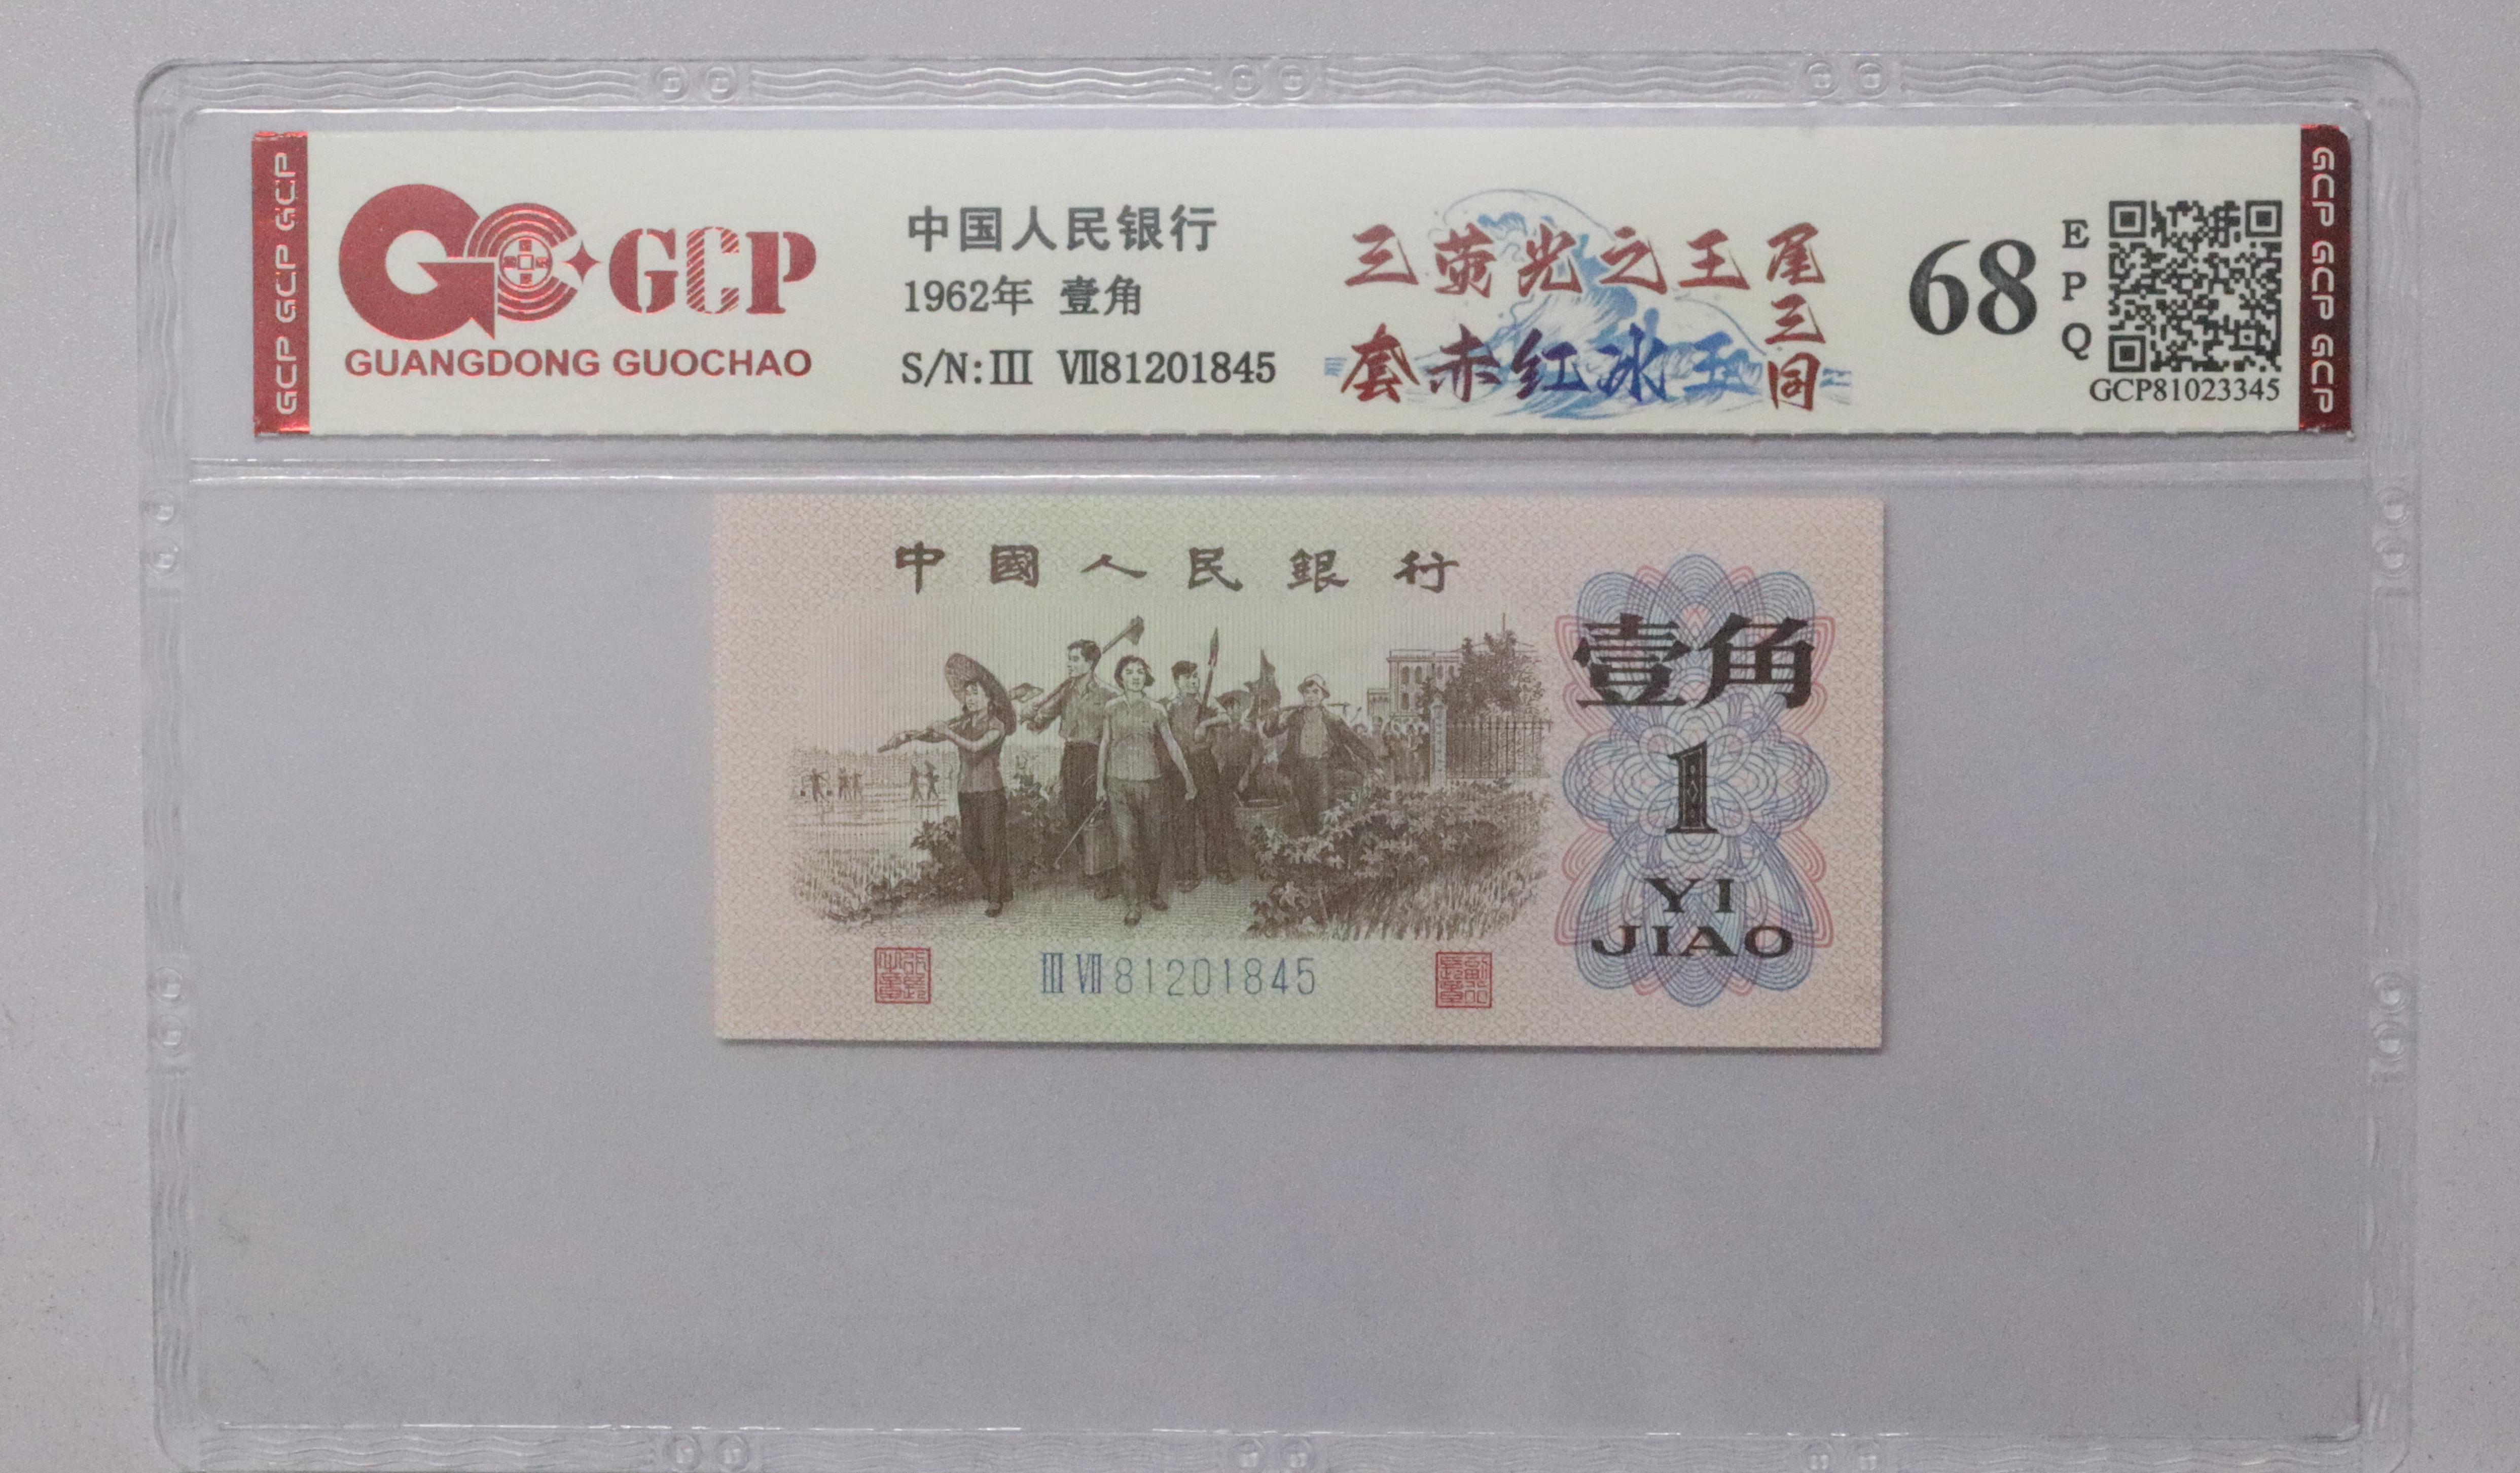 GCP GCP GCP
GCP
GUANGDONG GUOCHAO
中国人民银行
1962年 壹角
S/N:III VII81201845
三荧光之王
套赤红冰玉
尾三同
68
EPQ
GCP81023345
GCP GCP GCP
中國人民銀行
壹角
1
YI
JIAO
III VII 81201845